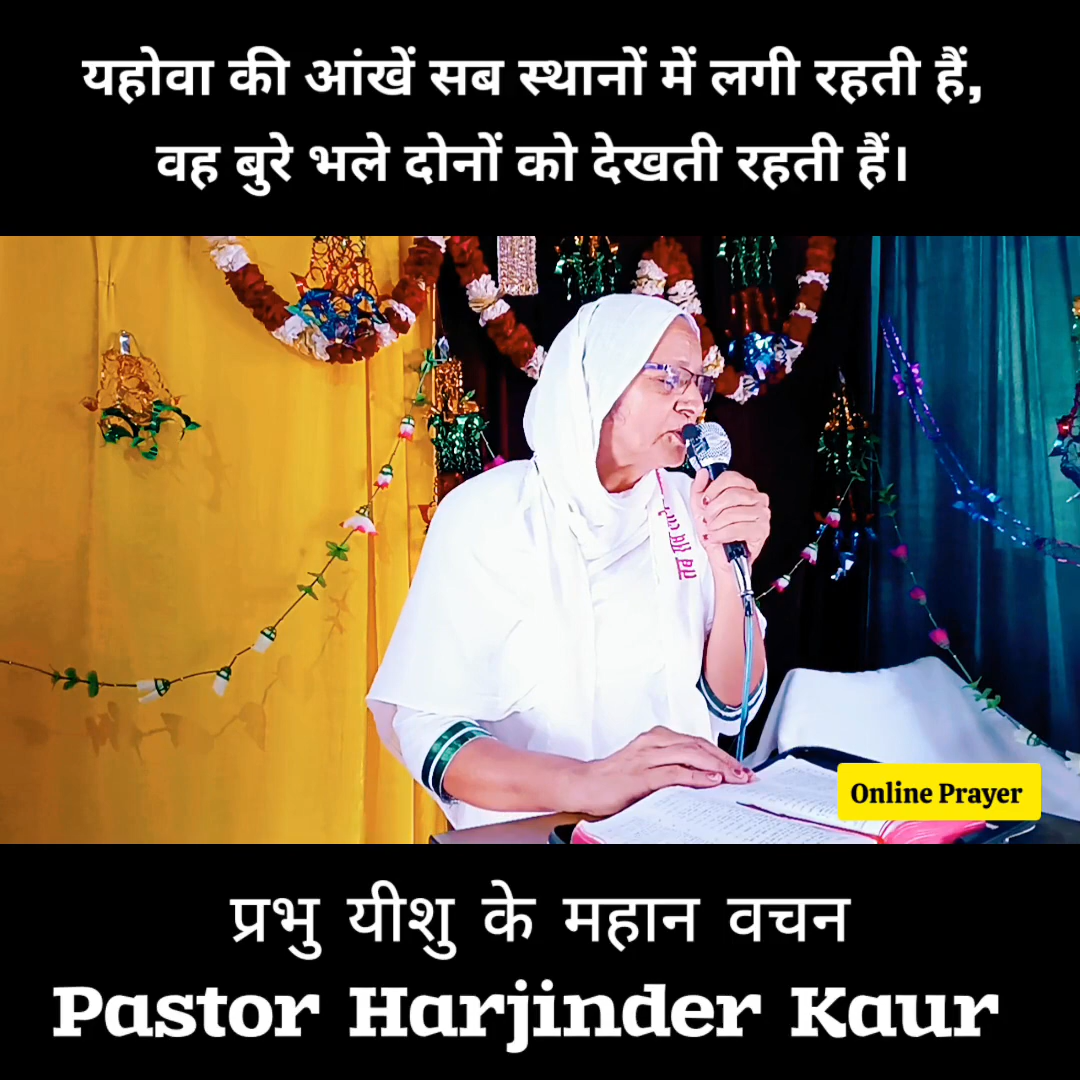 यहोवा की आंखें सब स्थानों में लगी रहती हैं,
वह बुरे भले दोनों को देखती रहती हैं।
Online Prayer
प्रभु यीशु के महान वचन
Pastor Harjinder Kaur